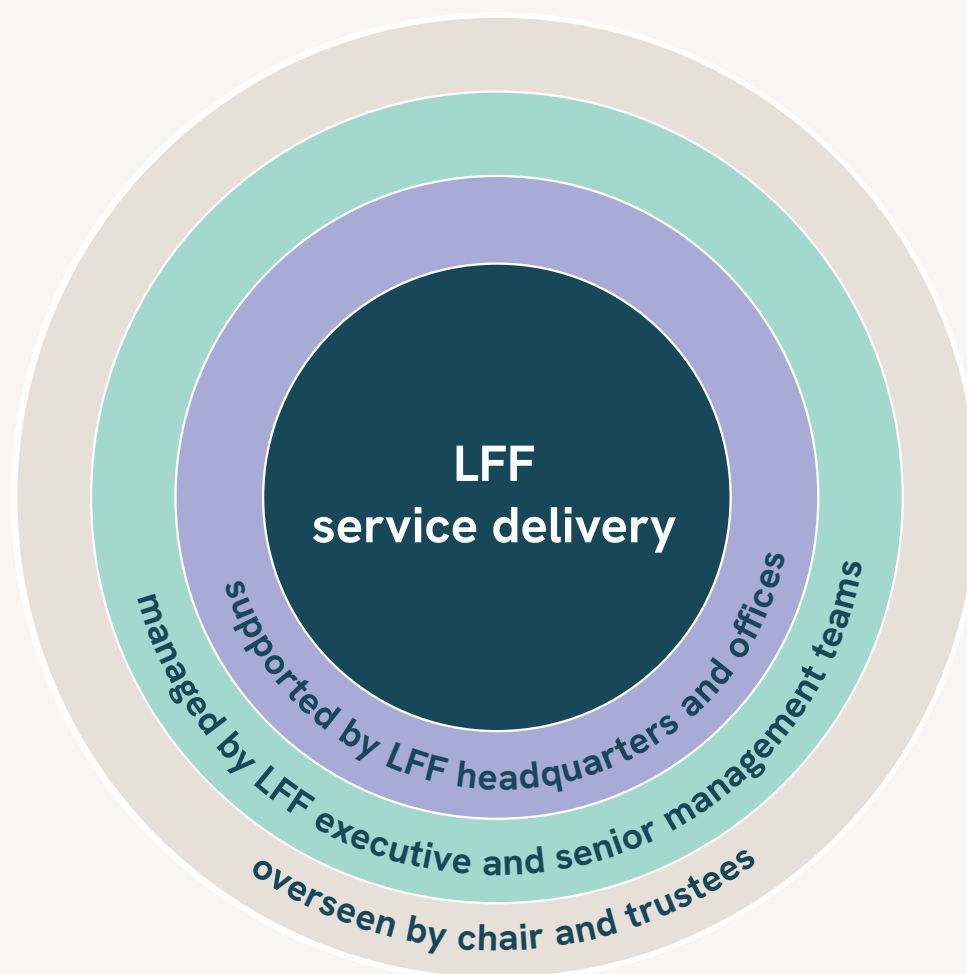 LFF
service delivery
supported by LFF headquarters and offices
managed by LFF executive and senior management teams
overseen by chair and trustees